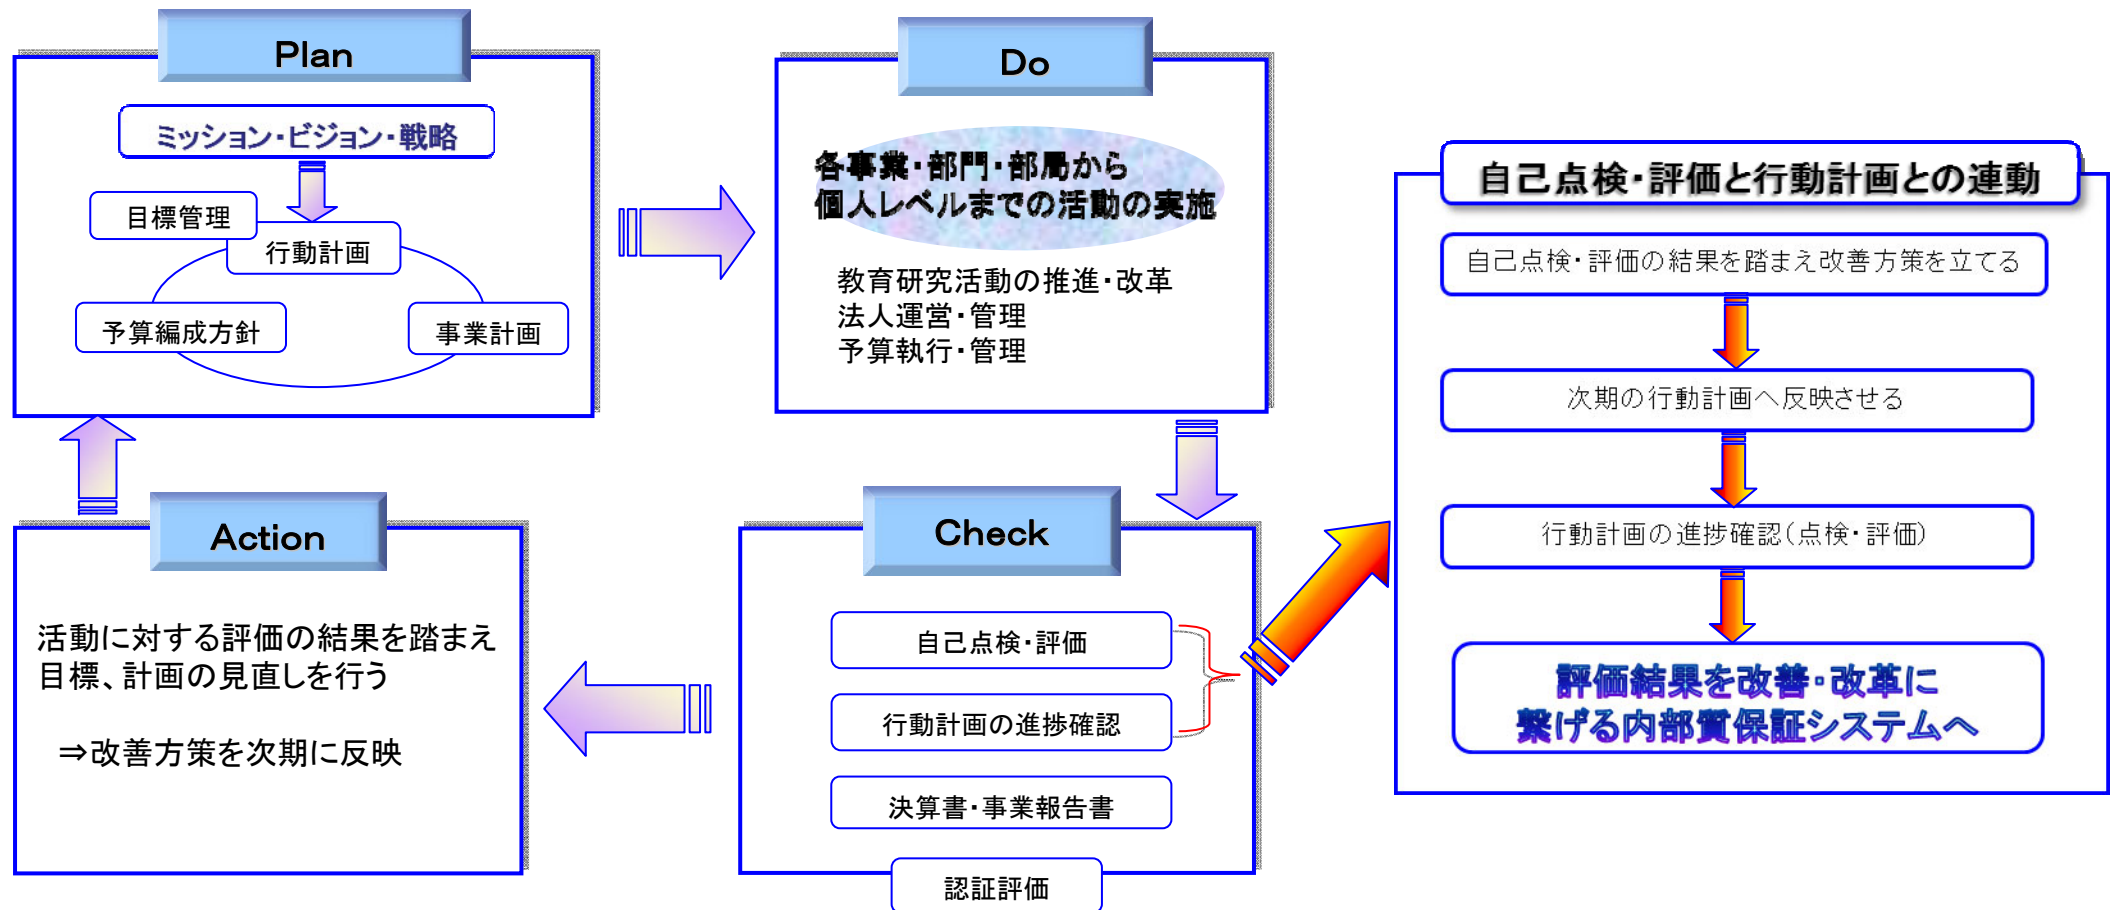 Plan
ミッション・ビジョン・戦略
目標管理
行動計画
予算編成方針
事業計画
Do
各事業・部門・部局から
個人レベルまでの活動の実施
教育研究活動の推進・改革
法人運営・管理
予算執行・管理
Check
自己点検・評価
行動計画の進捗確認
決算書・事業報告書
認証評価
Action
活動に対する評価の結果を踏まえ
目標、計画の見直しを行う
⇒改善方策を次期に反映
自己点検・評価と行動計画との連動
自己点検・評価の結果を踏まえ改善方策を立てる
次期の行動計画へ反映させる
行動計画の進捗確認(点検・評価)
評価結果を改善・改革に
繋げる内部質保証システムへ